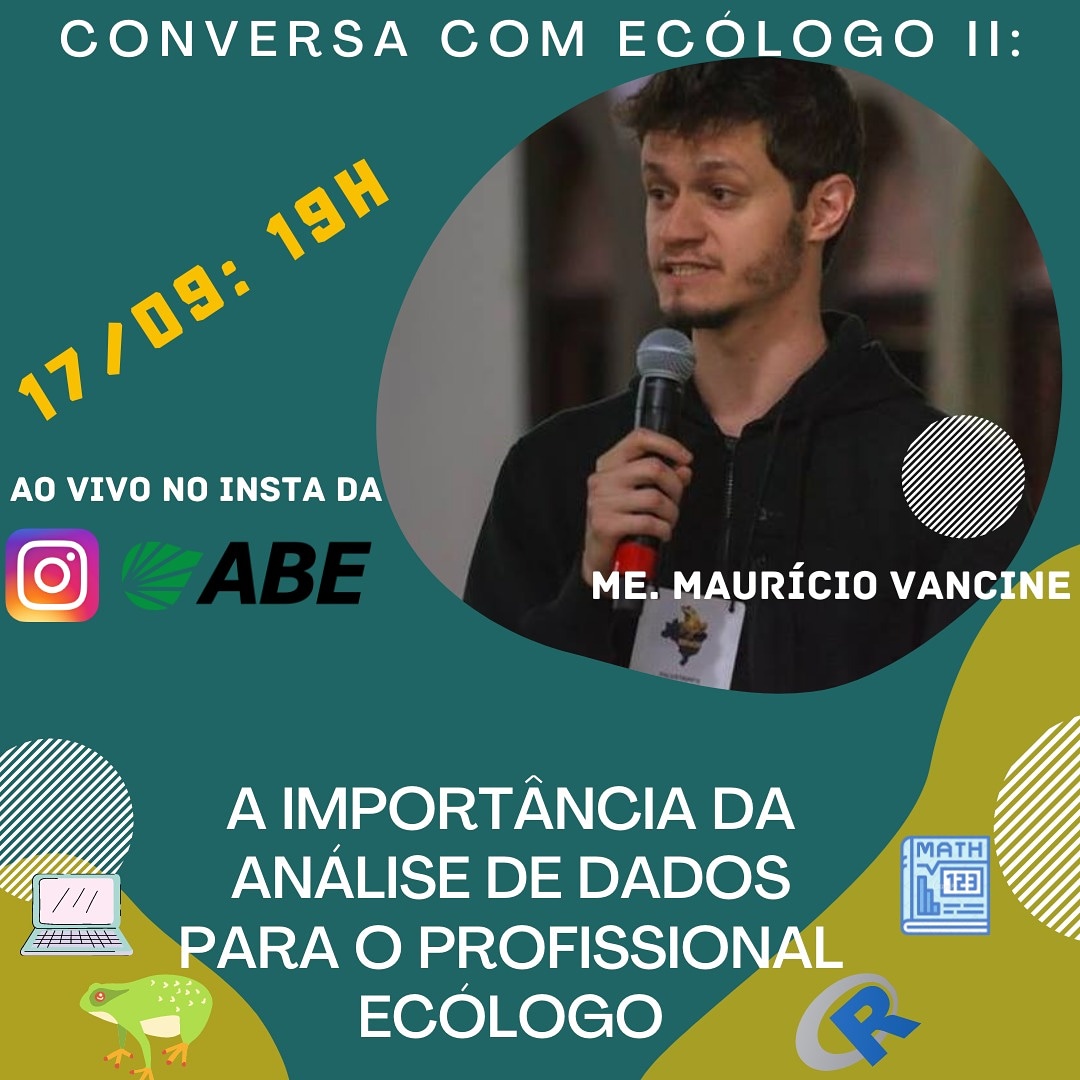 CONVERSA COM ECÓLOGO II:
17/09: 19H
AO VIVO NO INSTA DA
ABE
ME. MAURÍCIO VANCINE
A IMPORTÂNCIA DA
ANÁLISE DE DADOS
PARA O PROFISSIONAL
ECÓLOGO
MATH
123
R